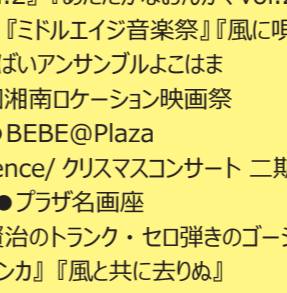 『ミドルエイジ音楽祭』『風に唄
ばいアンサンブルよこはま
湘南ロケーション映画祭
BEBE@Plaza
ence/ クリスマスコンサート 二期
●プラザ名画座
賢治のトランク・セロ弾きのゴーシ
ンカ』『風と共に去りぬ』